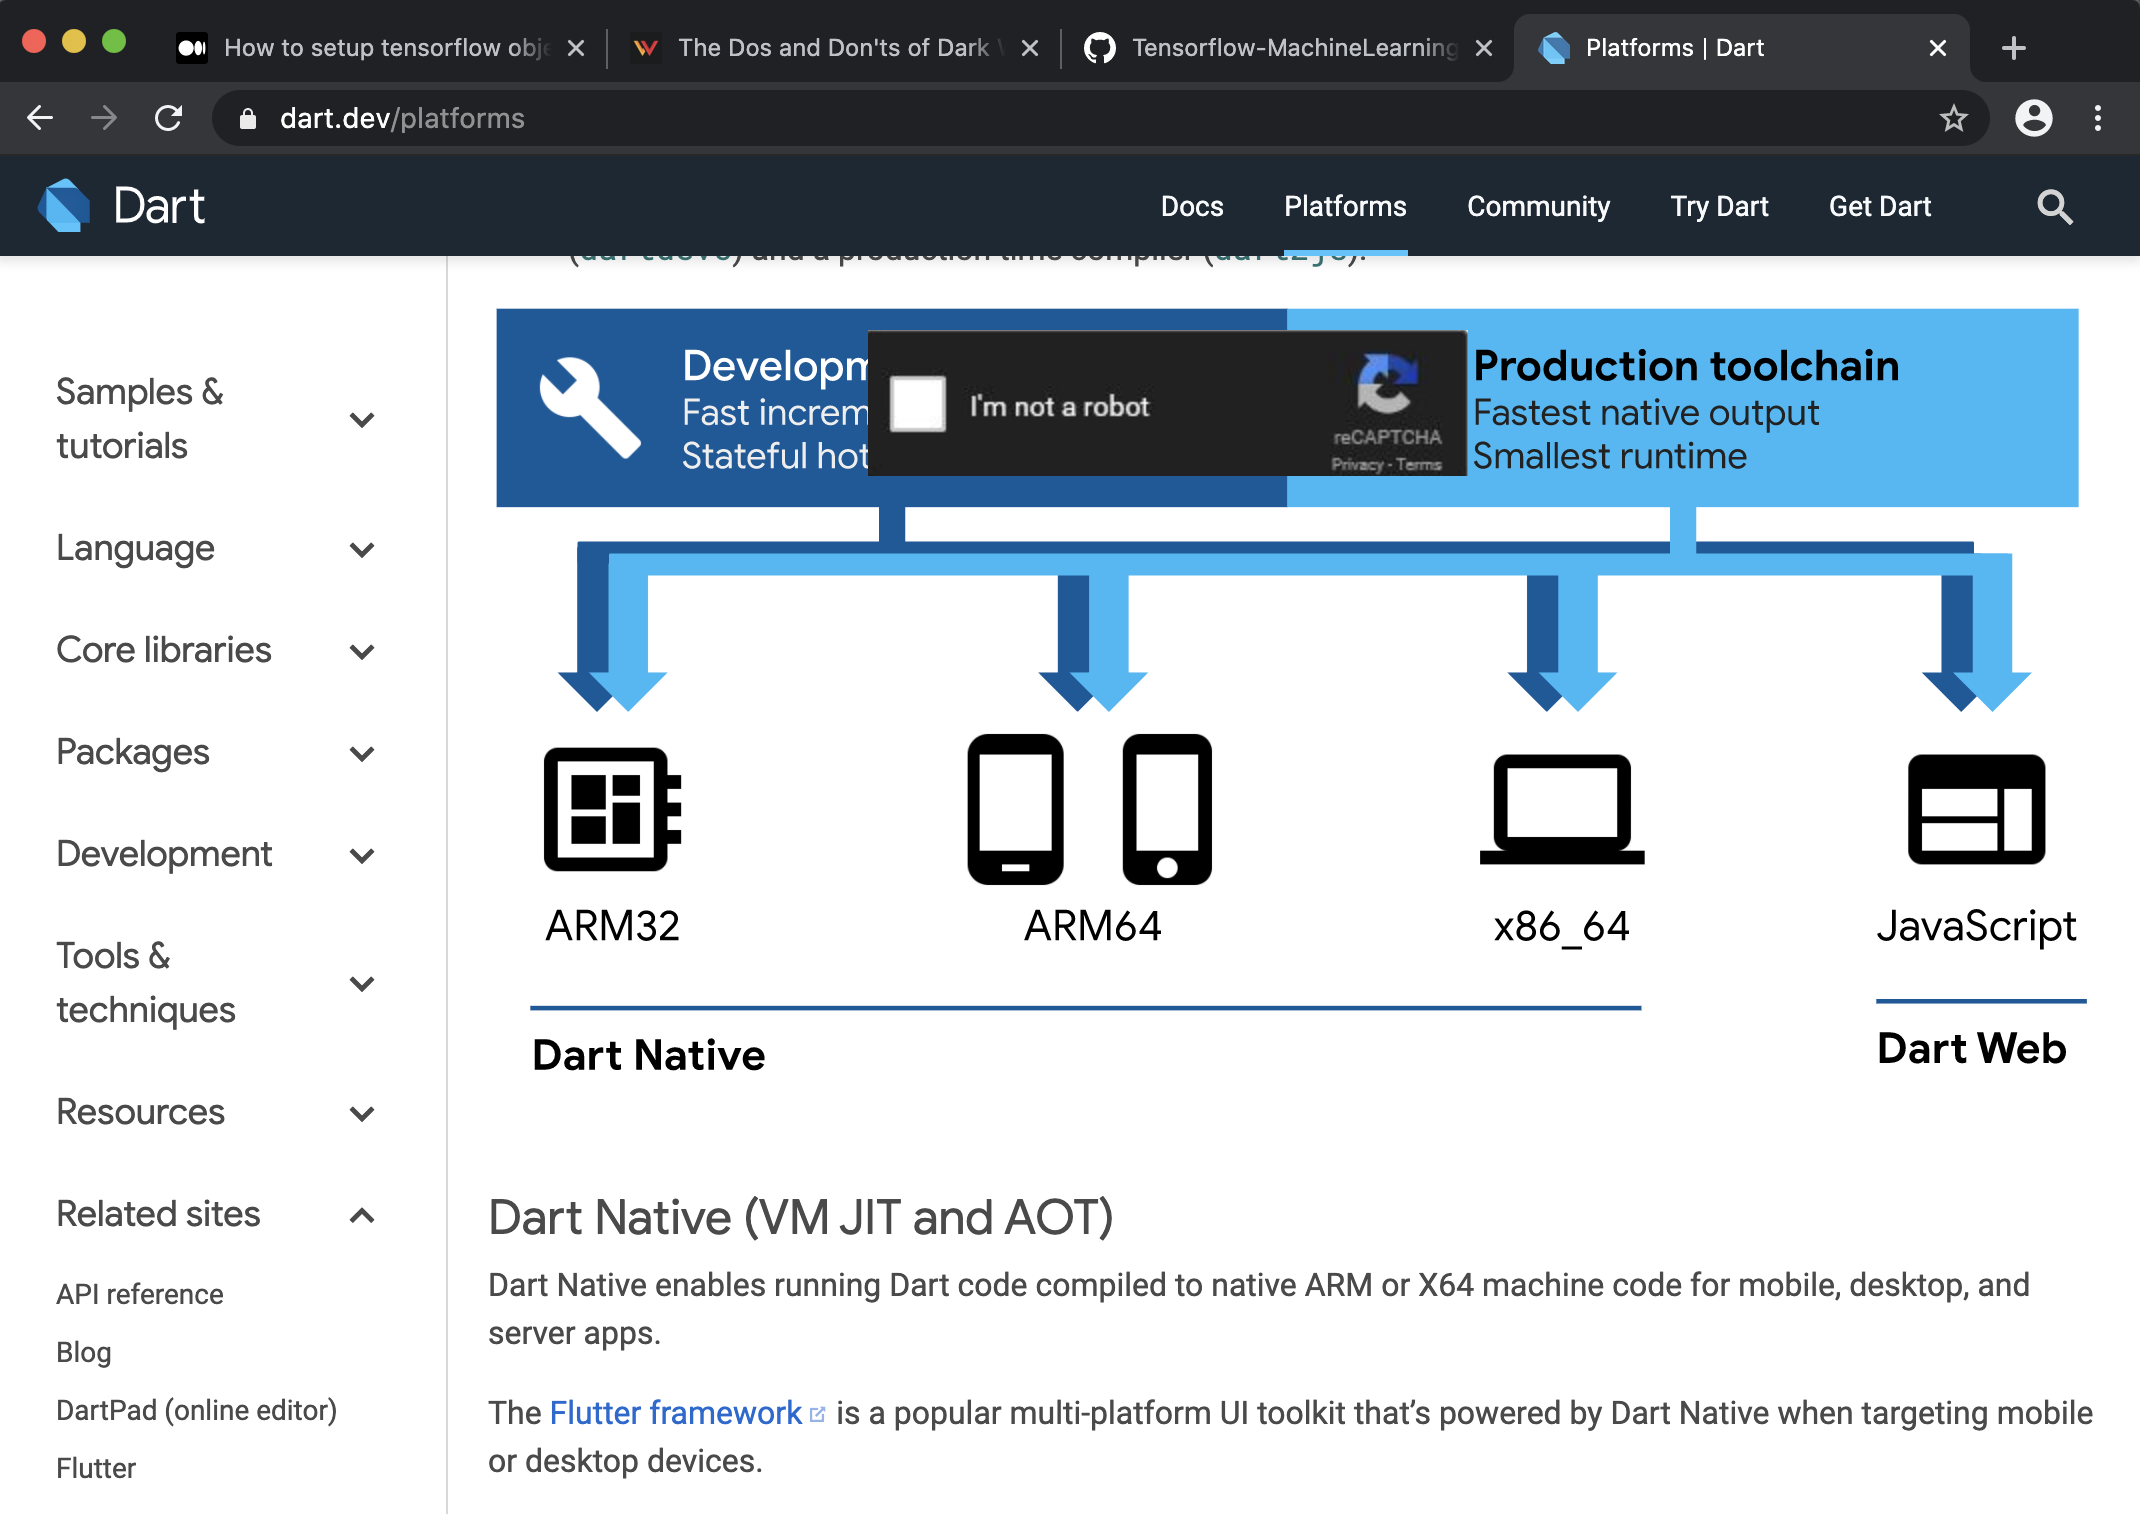 How to setup tensorflow obje
The Dos and Don'ts of Dark
Tensorflow-MachineLearning
Platforms | Dart
dart.dev/platforms
Dart
Docs
Platforms
Community
Try Dart
Get Dart
and a production time compiler
Samples &
tutorials
Language
Core libraries
Packages
Development
Tools &
techniques
Resources
Related sites
API reference
Blog
DartPad (online editor)
Flutter
Developm
Fast increm
Stateful hot
I'm not a robot
reCAPTCHA
Privacy - Terms
Production toolchain
Fastest native output
Smallest runtime
ARM32
ARM64
x86_64
JavaScript
Dart Native
Dart Web
Dart Native (VM JIT and AOT)
Dart Native enables running Dart code compiled to native ARM or X64 machine code for mobile, desktop, and
server apps.
The Flutter framework is a popular multi-platform UI toolkit that’s powered by Dart Native when targeting mobile
or desktop devices.